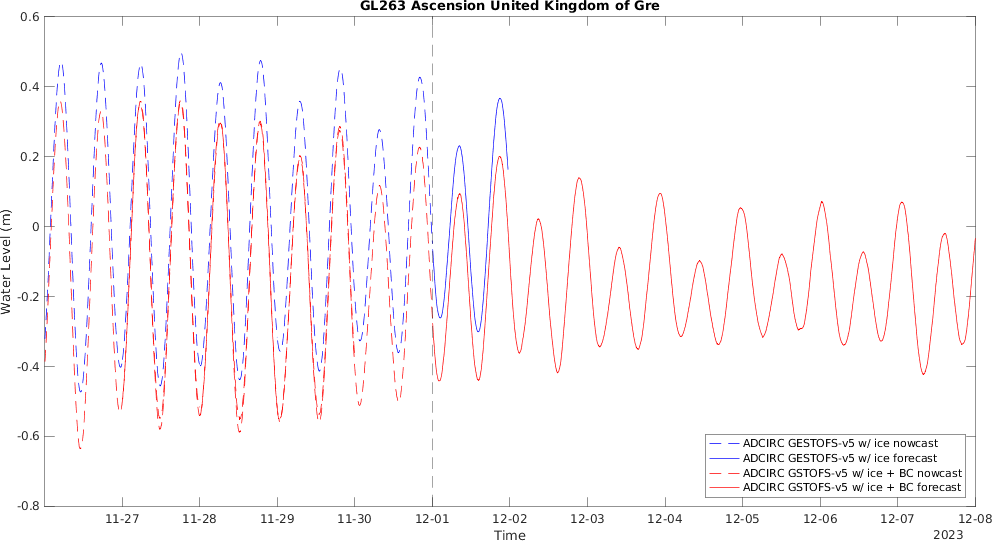 GL263 Ascension United Kingdom of Gre
Water Level (m)
0.6
0.4
0.2
0
-0.2
-0.4
-0.6
-0.8
ADCIRC GESTOFS-v5 w/ ice nowcast
ADCIRC GESTOFS-v5 w/ ice forecast
ADCIRC GSTOFS-v5 w/ ice + BC nowcast
ADCIRC GSTOFS-v5 w/ ice + BC forecast
11-27 11-28 11-29 11-30 12-01 12-02 12-03 12-04 12-05 12-06 12-07 12-08
Time
2023